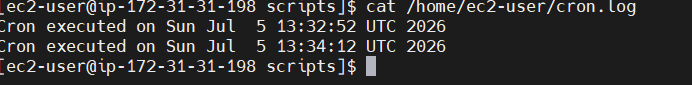 [ec2-user@ip-172-31-31-198 scripts]$ cat /home/ec2-user/cron.log
Cron executed on Sun Jul  5 13:32:52 UTC 2026
Cron executed on Sun Jul  5 13:34:12 UTC 2026
[ec2-user@ip-172-31-31-198 scripts]$